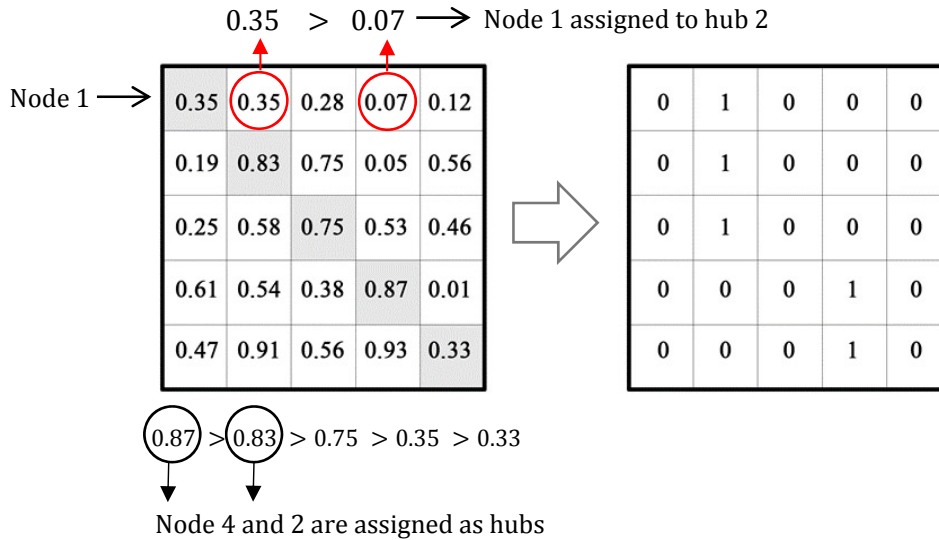 0.35 > 0.07 Node 1 assigned to hub 2
Node 1
0.35 0.35 0.28 0.07 0.12
0.19 0.83 0.75 0.05 0.56
0.25 0.58 0.75 0.53 0.46
0.61 0.54 0.38 0.87 0.01
0.47 0.91 0.56 0.93 0.33
0 1 0 0 0
0 1 0 0 0
0 1 0 0 0
0 0 0 1 0
0 0 0 1 0
0.87 > 0.83 > 0.75 > 0.35 > 0.33
Node 4 and 2 are assigned as hubs